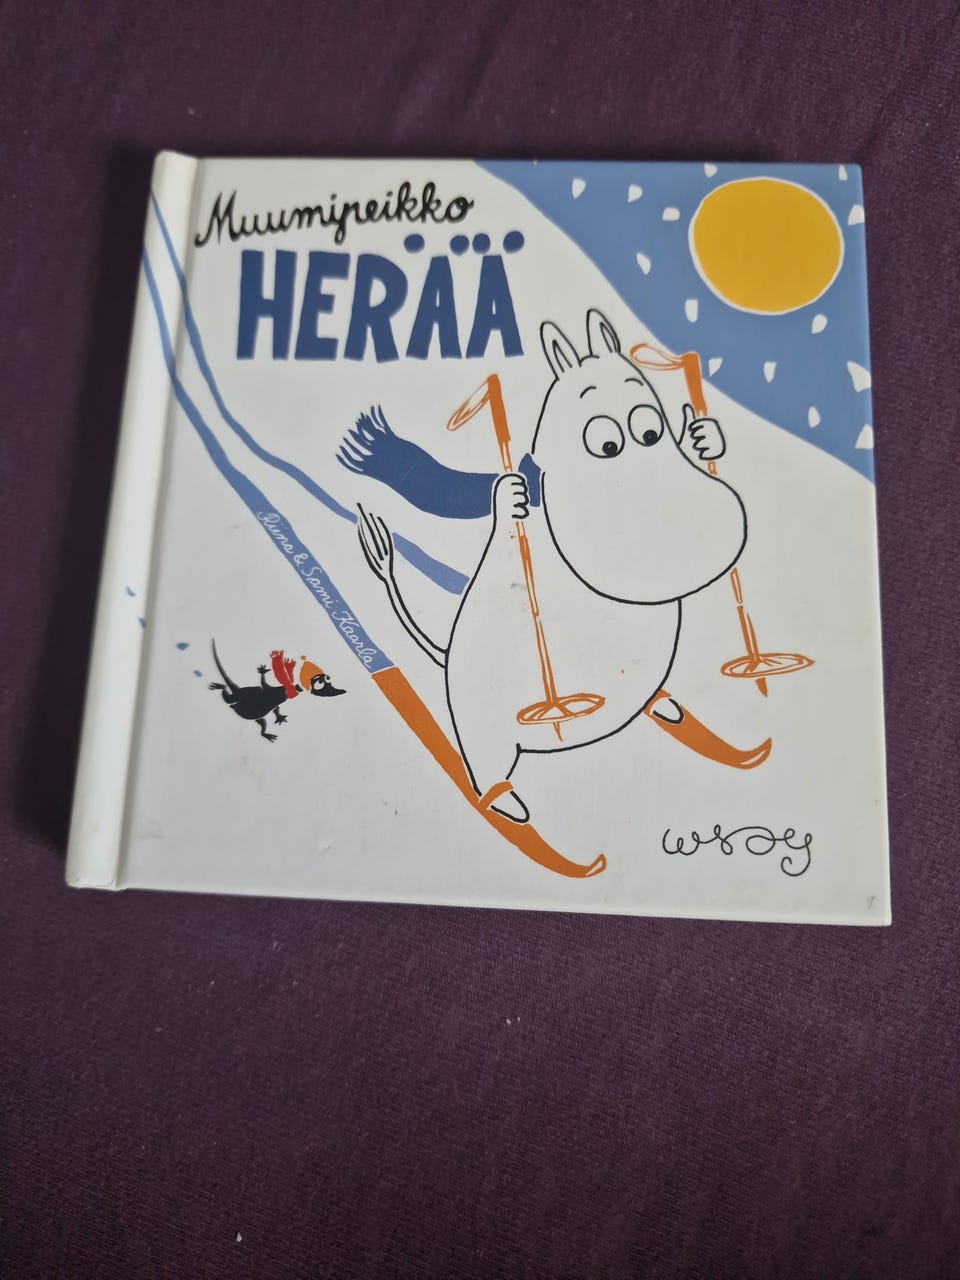 Muumipeikko
HERÄÄ
Riina & Sami Kaarla
WSOY